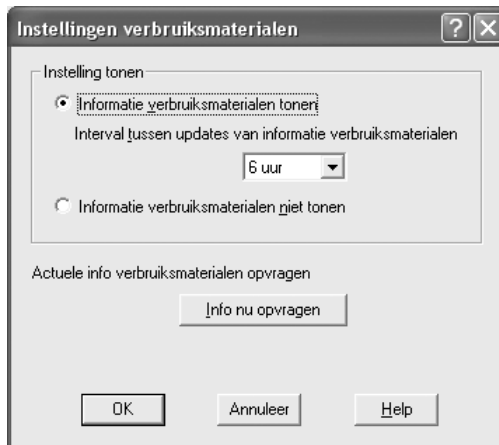 Instellingen verbruiksmaterialen
Instelling tonen
Informatie verbruiksmaterialen tonen
Interval tussen updates van informatie verbruiksmaterialen
6 uur
Informatie verbruiksmaterialen niet tonen
Actuele info verbruiksmaterialen opvragen
Info nu opvragen
OK Annuleer Help